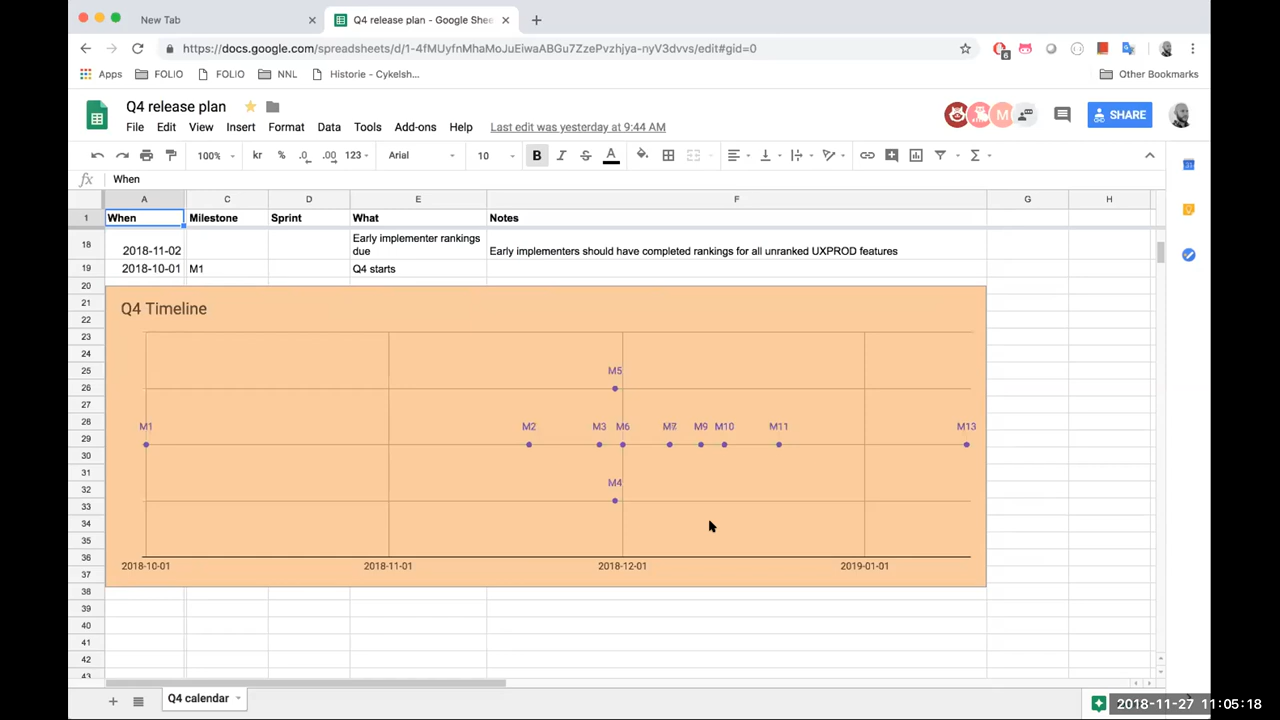 New Tab
Q4 release plan - Google Shee
https://docs.google.com/spreadsheets/d/1-4fMUyfnMhaMoJuEiwaABGu7ZzePvzhjya-nyV3dvvs/edit#gid=0
6
Apps FOLIO FOLIO NNL Historie - Cykelsh... Other Bookmarks
Q4 release plan
M
SHARE
File Edit View Insert Format Data Tools Add-ons Help Last edit was yesterday at 9:44 AM
100% kr % .0 .00 123 Arial 10 B I S A
fx When
A C D E F G H
1 When Milestone Sprint What Notes
18 2018-11-02 Early implementer rankings due Early implementers should have completed rankings for all unranked UXPROD features
19 2018-10-01 M1 Q4 starts
20
21
22
23
24
25
26
27
28
29
30
31
32
33
34
35
36
37
38
39
40
41
42
43
Q4 Timeline
M5
M1 M2 M3 M6 M9 M10 M11 M13
M4
2018-10-01 2018-11-01 2018-12-01 2019-01-01
Q4 calendar
2018-11-27 11:05:18